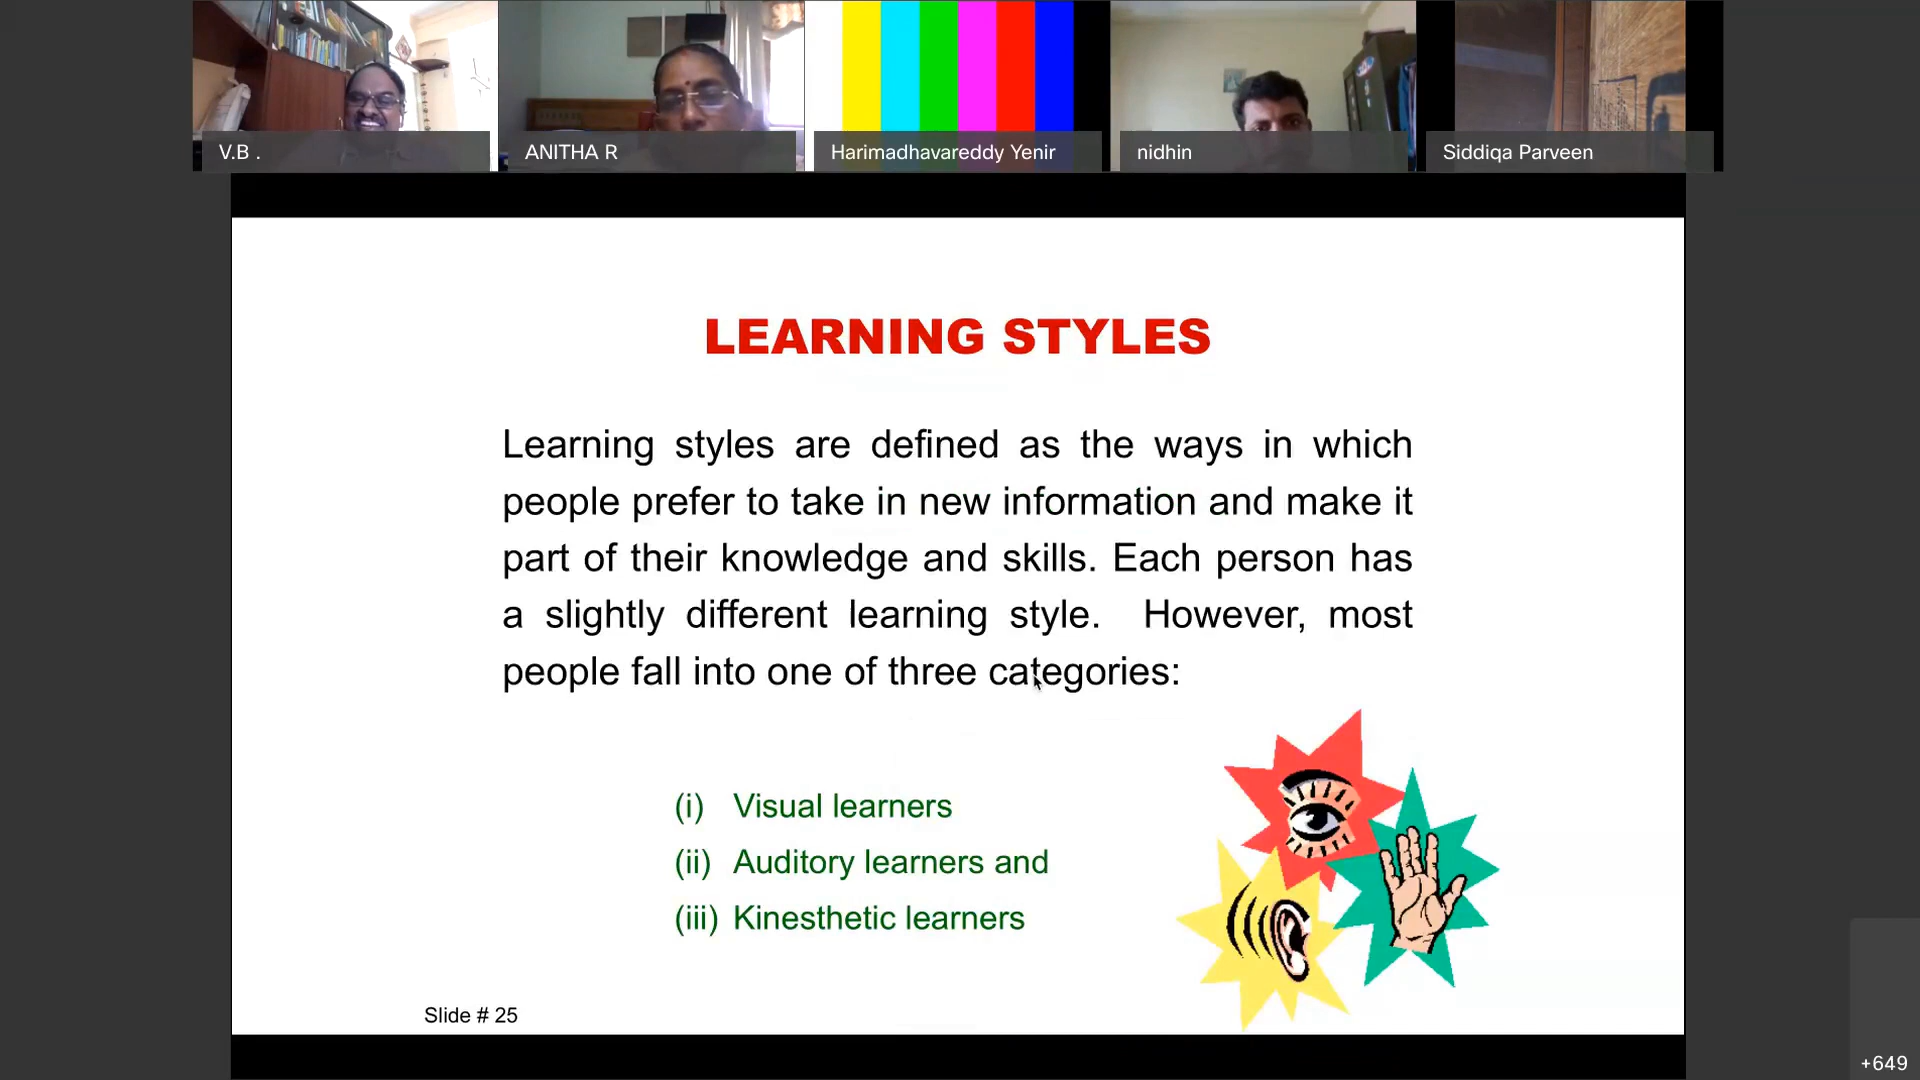 V.B .
ANITHA R
Harimadhavareddy Yenir
nidhin
Siddiqa Parveen
LEARNING STYLES
Learning styles are defined as the ways in which
people prefer to take in new information and make it
part of their knowledge and skills. Each person has
a slightly different learning style. However, most
people fall into one of three categories:
(i) Visual learners
(ii) Auditory learners and
(iii) Kinesthetic learners
Slide # 25
+649